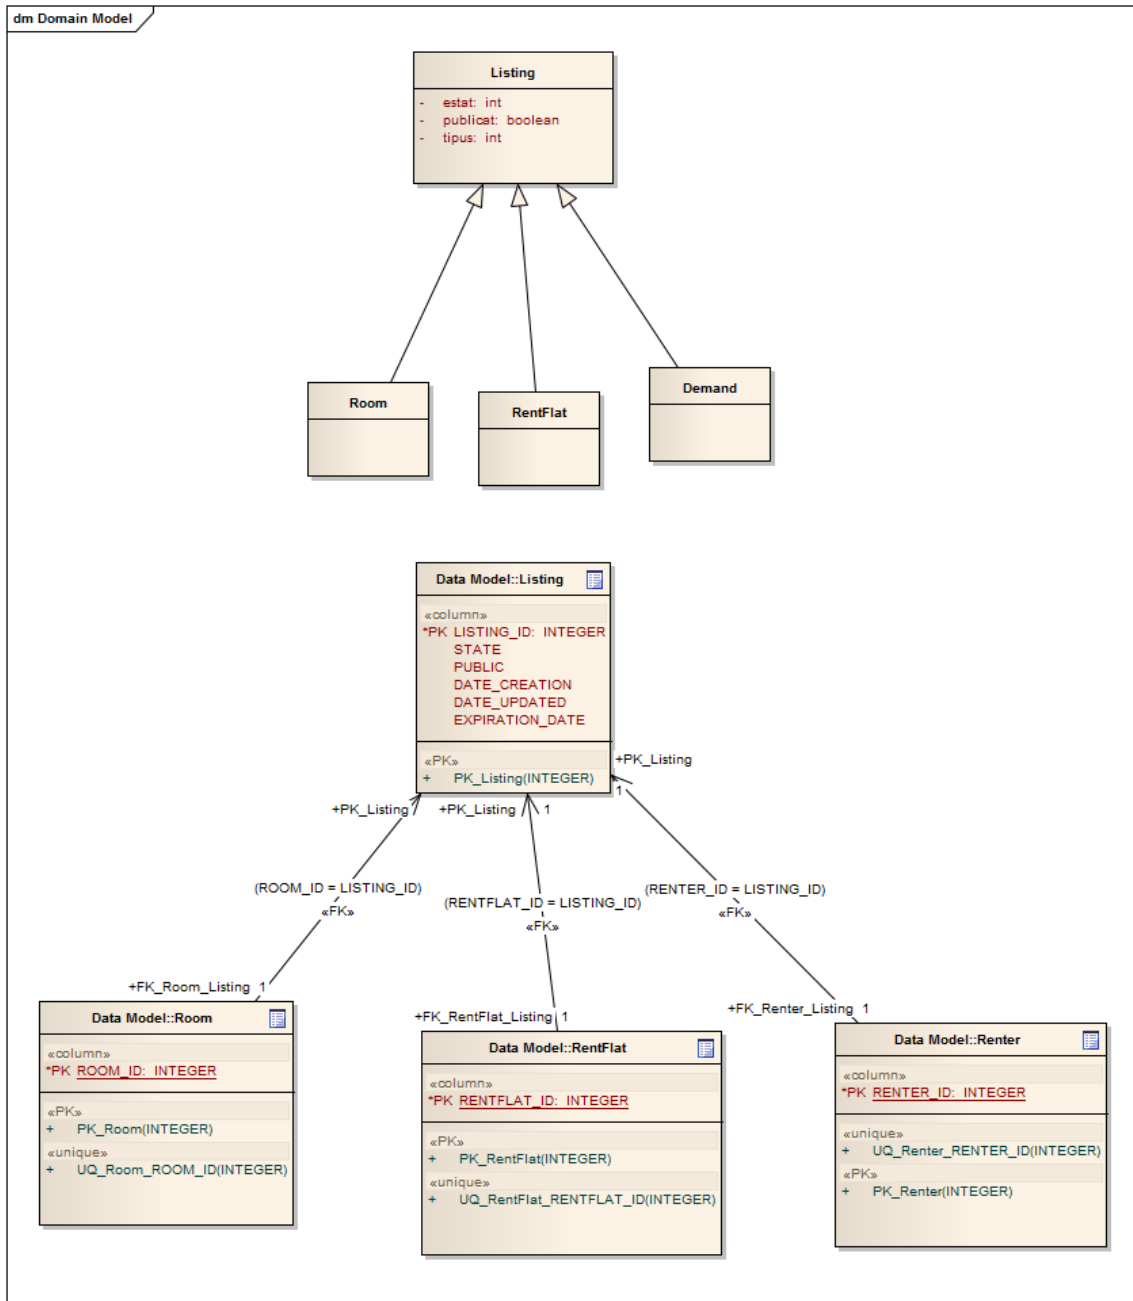 dm Domain Model
Listing
- estat: int
- publicat: boolean
- tipus: int
Room
RentFlat
Demand
Data Model::Listing
«column»
*PK LISTING_ID: INTEGER
STATE
PUBLIC
DATE_CREATION
DATE_UPDATED
EXPIRATION_DATE
«PK»
+ PK_Listing(INTEGER)
+PK_Listing
1
+PK_Listing
+PK_Listing 1
(ROOM_ID = LISTING_ID)
«FK»
(RENTFLAT_ID = LISTING_ID)
«FK»
(RENTER_ID = LISTING_ID)
«FK»
+FK_Room_Listing 1
+FK_RentFlat_Listing 1
+FK_Renter_Listing 1
Data Model::Room
«column»
*PK ROOM_ID: INTEGER
«PK»
+ PK_Room(INTEGER)
«unique»
+ UQ_Room_ROOM_ID(INTEGER)
Data Model::RentFlat
«column»
*PK RENTFLAT_ID: INTEGER
«PK»
+ PK_RentFlat(INTEGER)
«unique»
+ UQ_RentFlat_RENTFLAT_ID(INTEGER)
Data Model::Renter
«column»
*PK RENTER_ID: INTEGER
«unique»
+ UQ_Renter_RENTER_ID(INTEGER)
«PK»
+ PK_Renter(INTEGER)